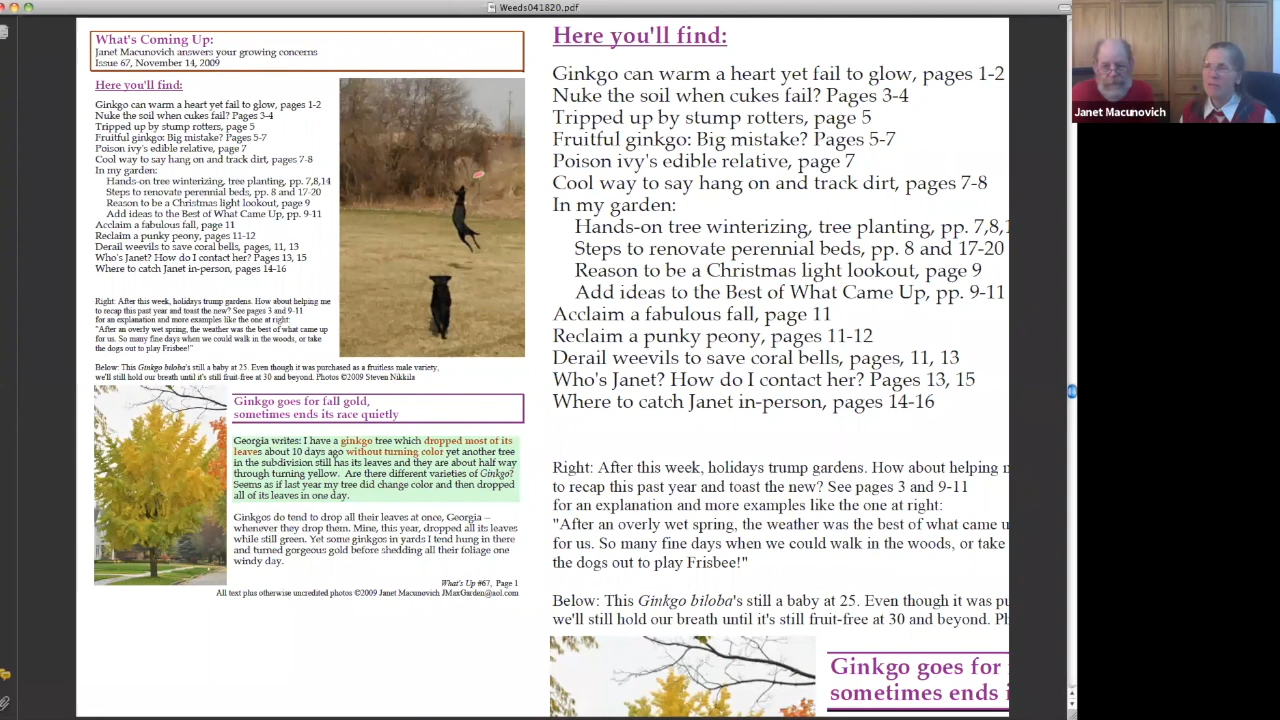 Weeds041820.pdf
What's Coming Up:
Janet Macunovich answers your growing concerns
Issue 67, November 14, 2009
Here you'll find:
Ginkgo can warm a heart yet fail to glow, pages 1-2
Nuke the soil when cukes fail? Pages 3-4
Tripped up by stump rotters, page 5
Fruitful ginkgo: Big mistake? Pages 5-7
Poison ivy's edible relative, page 7
Cool way to say hang on and track dirt, pages 7-8
In my garden:
Hands-on tree winterizing, tree planting, pp. 7,8,14
Steps to renovate perennial beds, pp. 8 and 17-20
Reason to be a Christmas light lookout, page 9
Add ideas to the Best of What Came Up, pp. 9-11
Acclaim a fabulous fall, page 11
Reclaim a punky peony, pages 11-12
Derail weevils to save coral bells, pages, 11, 13
Who's Janet? How do I contact her? Pages 13, 15
Where to catch Janet in-person, pages 14-16
Right: After this week, holidays trump gardens. How about helping me
to recap this past year and toast the new? See pages 3 and 9-11
for an explanation and more examples like the one at right:
"After an overly wet spring, the weather was the best of what came up
for us. So many fine days when we could walk in the woods, or take
the dogs out to play Frisbee!"
Below: This Ginkgo biloba's still a baby at 25. Even though it was purchased as a fruitless male variety,
we'll still hold our breath until it's still fruit-free at 30 and beyond. Photos ©2009 Steven Nikkila
Ginkgo goes for fall gold,
sometimes ends its race quietly
Georgia writes: I have a ginkgo tree which dropped most of its
leaves about 10 days ago without turning color yet another tree
in the subdivision still has its leaves and they are about half way
through turning yellow. Are there different varieties of Ginkgo?
Seems as if last year my tree did change color and then dropped
all of its leaves in one day.
Ginkgos do tend to drop all their leaves at once, Georgia –
whenever they drop them. Mine, this year, dropped all its leaves
while still green. Yet some ginkgos in yards I tend hung in there
and turned gorgeous gold before shedding all their foliage one
windy day.
What's Up #67, Page 1
All text plus otherwise uncredited photos ©2009 Janet Macunovich JMaxGarden@aol.com
Here you'll find:
Ginkgo can warm a heart yet fail to glow, pages 1-2
Nuke the soil when cukes fail? Pages 3-4
Tripped up by stump rotters, page 5
Fruitful ginkgo: Big mistake? Pages 5-7
Poison ivy's edible relative, page 7
Cool way to say hang on and track dirt, pages 7-8
In my garden:
Hands-on tree winterizing, tree planting, pp. 7,8,1
Steps to renovate perennial beds, pp. 8 and 17-20
Reason to be a Christmas light lookout, page 9
Add ideas to the Best of What Came Up, pp. 9-11
Acclaim a fabulous fall, page 11
Reclaim a punky peony, pages 11-12
Derail weevils to save coral bells, pages, 11, 13
Who's Janet? How do I contact her? Pages 13, 15
Where to catch Janet in-person, pages 14-16
Right: After this week, holidays trump gardens. How about helping
to recap this past year and toast the new? See pages 3 and 9-11
for an explanation and more examples like the one at right:
"After an overly wet spring, the weather was the best of what came u
for us. So many fine days when we could walk in the woods, or take
the dogs out to play Frisbee!"
Below: This Ginkgo biloba's still a baby at 25. Even though it was pu
we'll still hold our breath until it's still fruit-free at 30 and beyond. Ph
Ginkgo goes for
sometimes ends
Janet Macunovich